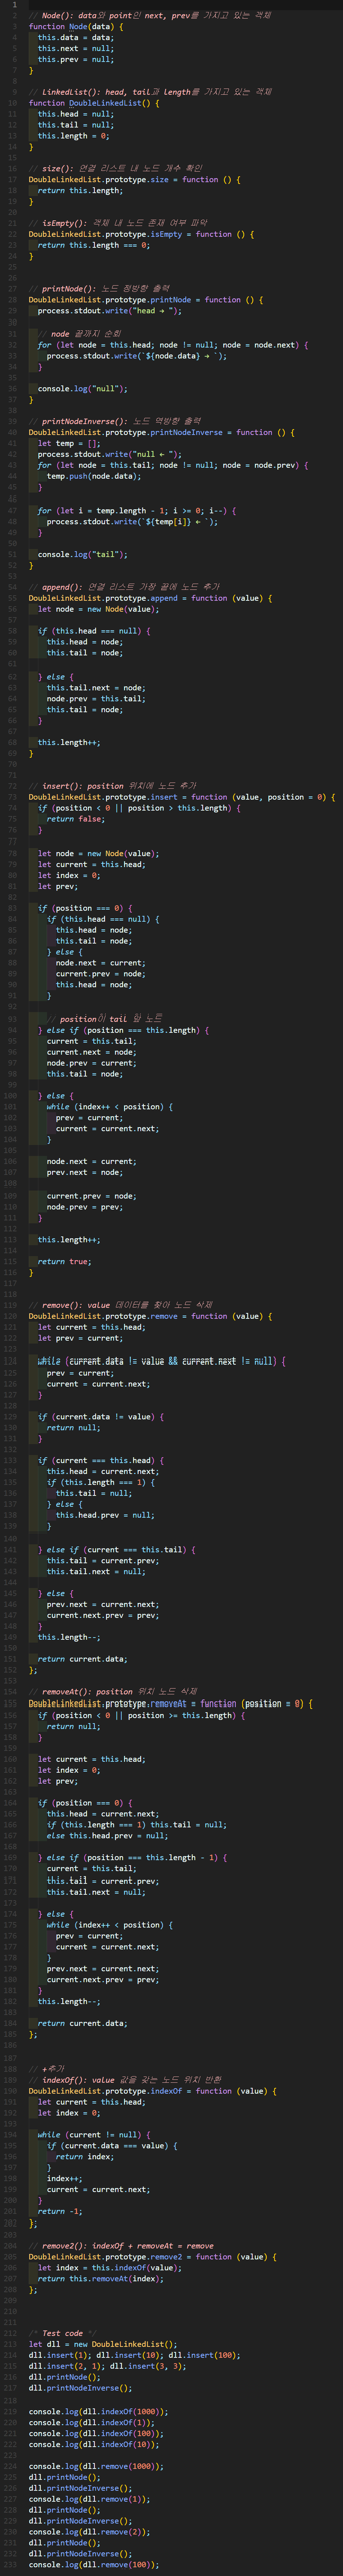 1
2 // Node(): data와 point인 next, prev를 가지고 있는 객체
3 function Node(data) {
4 this.data = data;
5 this.next = null;
6 this.prev = null;
7 }
8
9 // LinkedList(): head, tail과 length를 가지고 있는 객체
10 function DoubleLinkedList() {
11 this.head = null;
12 this.tail = null;
13 this.length = 0;
14 }
15
16 // size(): 연결 리스트 내 노드 개수 확인
17 DoubleLinkedList.prototype.size = function () {
18 return this.length;
19 }
20
21 // isEmpty(): 객체 내 노드 존재 여부 파악
22 DoubleLinkedList.prototype.isEmpty = function () {
23 return this.length === 0;
24 }
25
26
27 // printNode(): 노드 정방향 출력
28 DoubleLinkedList.prototype.printNode = function () {
29 process.stdout.write("head → ");
30
31 // node 끝까지 순회
32 for (let node = this.head; node != null; node = node.next) {
33 process.stdout.write(`${node.data} → `);
34 }
35
36 console.log("null");
37 }
38
39 // printNodeInverse(): 노드 역방향 출력
40 DoubleLinkedList.prototype.printNodeInverse = function () {
41 let temp = [];
42 process.stdout.write("null ← ");
43 for (let node = this.tail; node != null; node = node.prev) {
44 temp.push(node.data);
45 }
46
47 for (let i = temp.length - 1; i >= 0; i--) {
48 process.stdout.write(`${temp[i]} ← `);
49 }
50
51 console.log("tail");
52 }
53
54 // append(): 연결 리스트 가장 끝에 노드 추가
55 DoubleLinkedList.prototype.append = function (value) {
56 let node = new Node(value);
57
58 if (this.head === null) {
59 this.head = node;
60 this.tail = node;
61
62 } else {
63 this.tail.next = node;
64 node.prev = this.tail;
65 this.tail = node;
66 }
67
68 this.length++;
69 }
70
71
72 // insert(): position 위치에 노드 추가
73 DoubleLinkedList.prototype.insert = function (value, position = 0) {
74 if (position < 0 || position > this.length) {
75 return false;
76 }
77
78 let node = new Node(value);
79 let current = this.head;
80 let index = 0;
81 let prev;
82
83 if (position === 0) {
84 if (this.head === null) {
85 this.head = node;
86 this.tail = node;
87 } else {
88 node.next = current;
89 current.prev = node;
90 this.head = node;
91 }
92
93 // position이 tail 일 노드
94 } else if (position === this.length) {
95 current = this.tail;
96 current.next = node;
97 node.prev = current;
98 this.tail = node;
99
100 } else {
101 while (index++ < position) {
102 prev = current;
103 current = current.next;
104 }
105
106 node.next = current;
107 prev.next = node;
108
109 current.prev = node;
110 node.prev = prev;
111 }
112
113 this.length++;
114
115 return true;
116 }
117
118
119 // remove(): value 데이터를 찾아 노드 삭제
120 DoubleLinkedList.prototype.remove = function (value) {
121 let current = this.head;
122 let prev = current;
123
124 while (current.data != value && current.next != null) {
125 prev = current;
126 current = current.next;
127 }
128
129 if (current.data != value) {
130 return null;
131 }
132
133 if (current === this.head) {
134 this.head = current.next;
135 if (this.length === 1) {
136 this.tail = null;
137 } else {
138 this.head.prev = null;
139 }
140
141 } else if (current === this.tail) {
142 this.tail = current.prev;
143 this.tail.next = null;
144
145 } else {
146 prev.next = current.next;
147 current.next.prev = prev;
148 }
149 this.length--;
150
151 return current.data;
152 };
153
154 // removeAt(): position 위치 노드 삭제
155 DoubleLinkedList.prototype.removeAt = function (position = 0) {
156 if (position < 0 || position >= this.length) {
157 return null;
158 }
159
160 let current = this.head;
161 let index = 0;
162 let prev;
163
164 if (position === 0) {
165 this.head = current.next;
166 if (this.length === 1) this.tail = null;
167 else this.head.prev = null;
168
169 } else if (position === this.length - 1) {
170 current = this.tail;
171 this.tail = current.prev;
172 this.tail.next = null;
173
174 } else {
175 while (index++ < position) {
176 prev = current;
177 current = current.next;
178 }
179 prev.next = current.next;
180 current.next.prev = prev;
181 }
182 this.length--;
183
184 return current.data;
185 };
186
187
188 // +추가
189 // indexOf(): value 값을 갖는 노드 위치 반환
190 DoubleLinkedList.prototype.indexOf = function (value) {
191 let current = this.head;
192 let index = 0;
193
194 while (current != null) {
195 if (current.data === value) {
196 return index;
197 }
198 index++;
199 current = current.next;
200 }
201 return -1;
202 };
203
204 // remove2(): indexOf + removeAt = remove
205 DoubleLinkedList.prototype.remove2 = function (value) {
206 let index = this.indexOf(value);
207 return this.removeAt(index);
208 };
209
210
211
212 /* Test code */
213 let dll = new DoubleLinkedList();
214 dll.insert(1); dll.insert(10); dll.insert(100);
215 dll.insert(2, 1); dll.insert(3, 3);
216 dll.printNode();
217 dll.printNodeInverse();
218
219 console.log(dll.indexOf(1000));
220 console.log(dll.indexOf(1));
221 console.log(dll.indexOf(100));
222 console.log(dll.indexOf(10));
223
224 console.log(dll.remove(1000));
225 dll.printNode();
226 dll.printNodeInverse();
227 console.log(dll.remove(1));
228 dll.printNode();
229 dll.printNodeInverse();
230 console.log(dll.remove(2));
231 dll.printNode();
232 dll.printNodeInverse();
233 console.log(dll.remove(100));